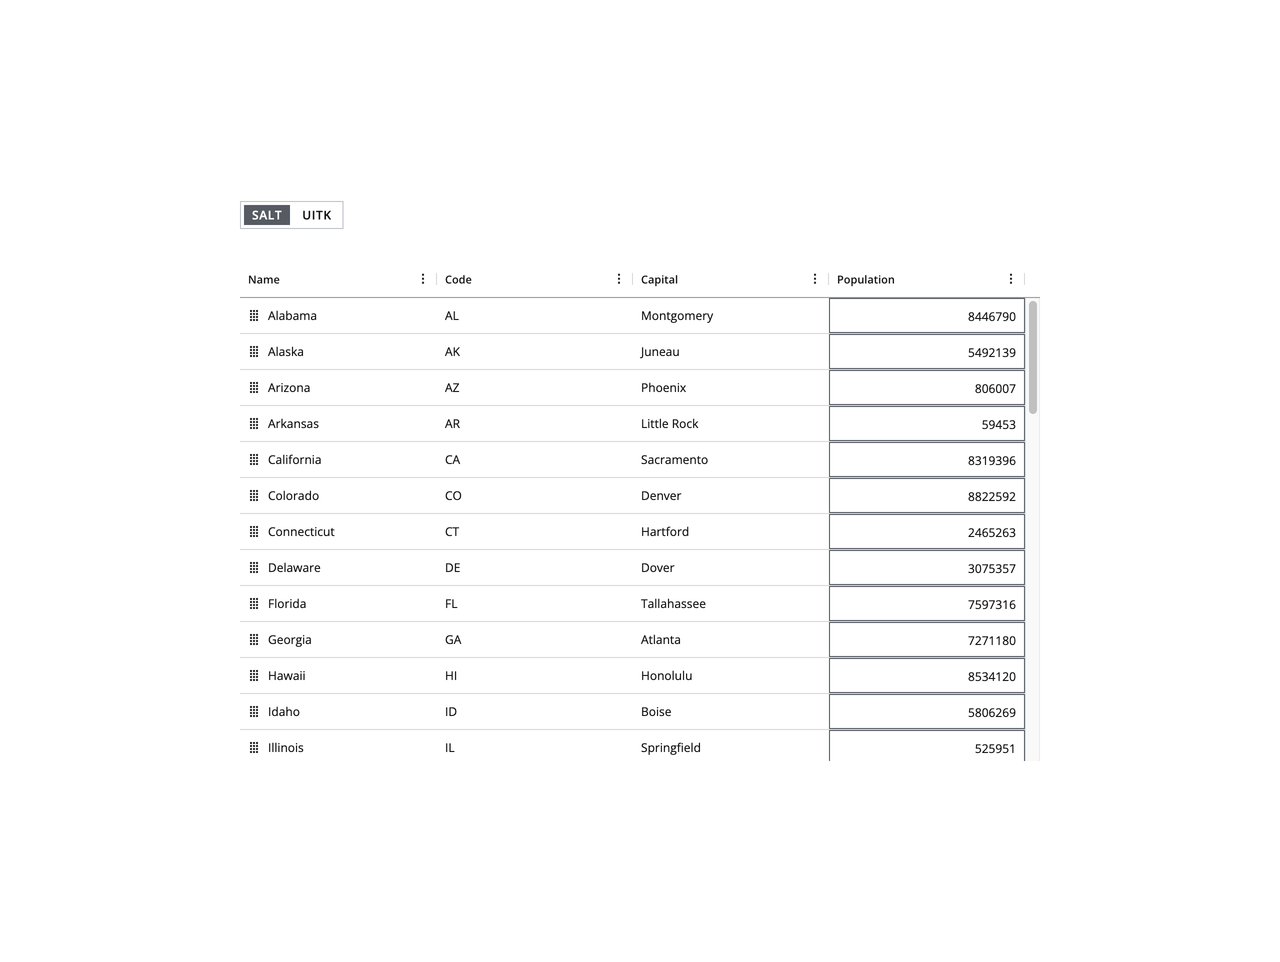 SALT UITK
Name Code Capital Population
Alabama AL Montgomery 8446790
Alaska AK Juneau 5492139
Arizona AZ Phoenix 806007
Arkansas AR Little Rock 59453
California CA Sacramento 8319396
Colorado CO Denver 8822592
Connecticut CT Hartford 2465263
Delaware DE Dover 3075357
Florida FL Tallahassee 7597316
Georgia GA Atlanta 7271180
Hawaii HI Honolulu 8534120
Idaho ID Boise 5806269
Illinois IL Springfield 525951